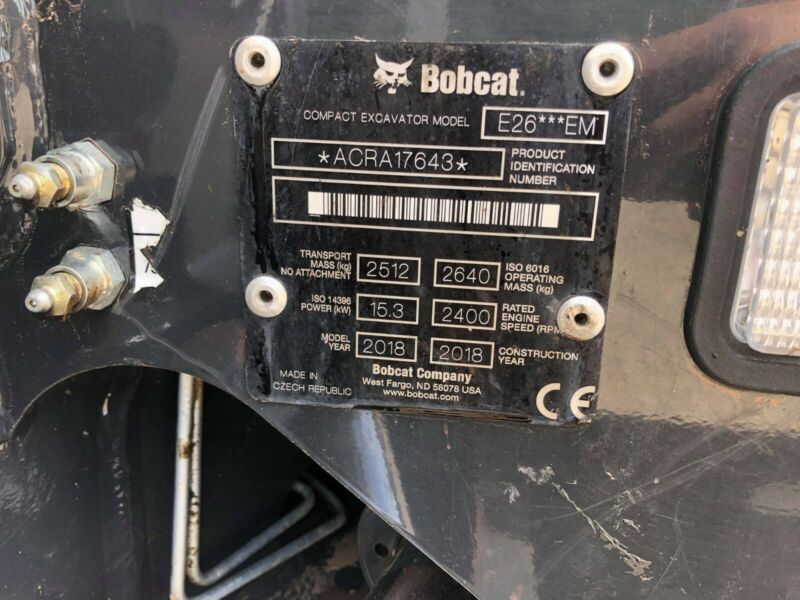 Bobcat.
COMPACT EXCAVATOR MODEL E26***EM
*ACRA17643* PRODUCT IDENTIFICATION NUMBER
TRANSPORT MASS (kg) NO ATTACHMENT 2512 2640 ISO 6016 OPERATING MASS (kg)
ISO 14396 POWER (kW) 15.3 2400 RATED ENGINE SPEED (RPM)
MODEL YEAR 2018 2018 CONSTRUCTION YEAR
MADE IN CZECH REPUBLIC
Bobcat Company
West Fargo, ND 58078 USA
www.bobcat.com
CE